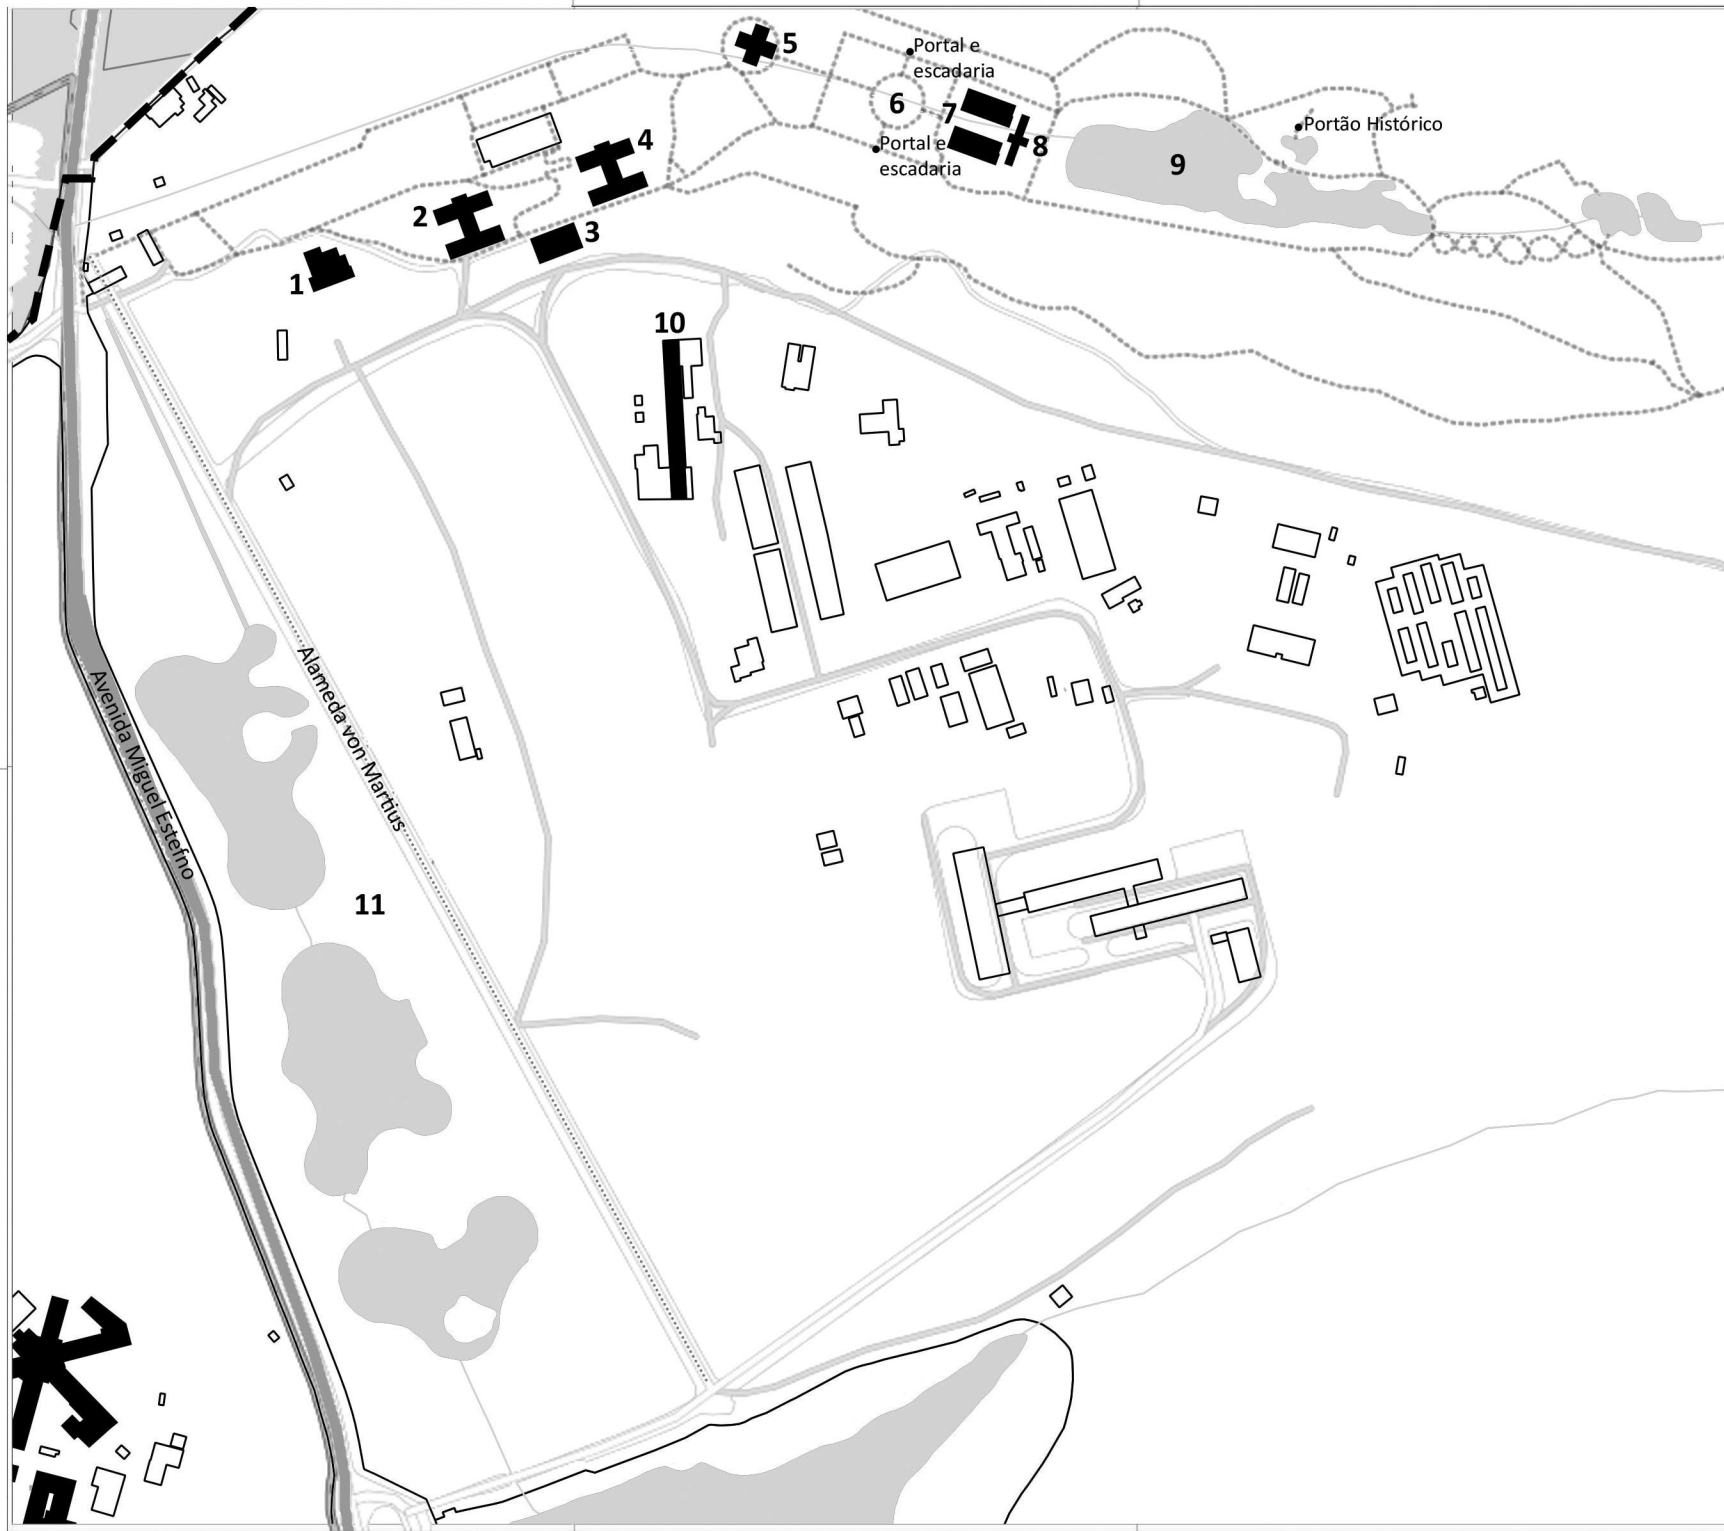 5
Portal e
escadaria
6
7
4
8
Portão Histórico
Portal e
escadaria
9
2
3
1
10
Alameda von Martius
Avenida Miguel Estefno
11